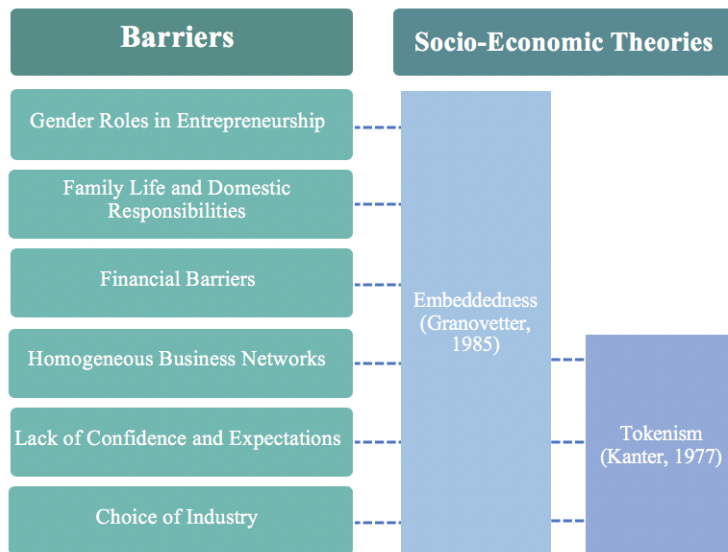 Barriers
Socio-Economic Theories
Gender Roles in Entrepreneurship
Family Life and Domestic
Responsibilities
Financial Barriers
Homogeneous Business Networks
Lack of Confidence and Expectations
Choice of Industry
Embeddedness
(Granovetter,
1985)
Tokenism
(Kanter, 1977)